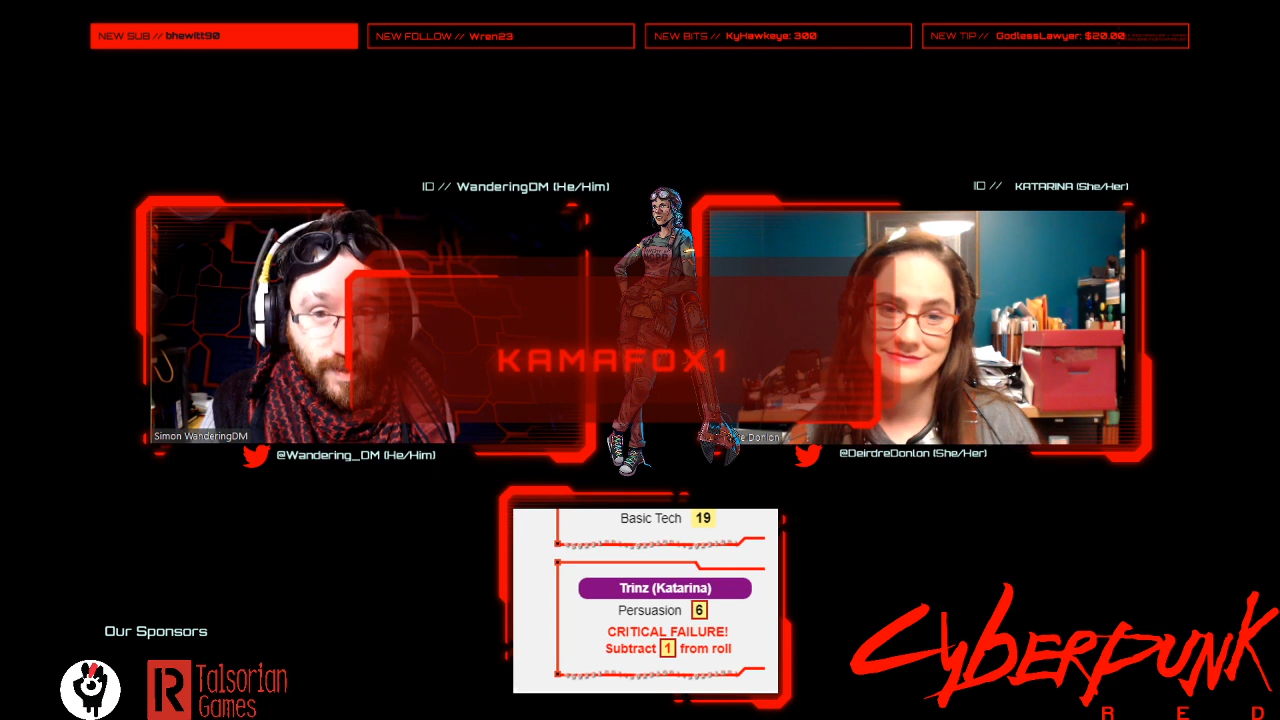 NEW SUB // bhewitt90
NEW FOLLOW // Wren23
NEW BITS // KyHawkeye: 300
NEW TIP // GodlessLawyer: $20.00
ID // WanderingDM (He/Him)
ID // KATARINA (She/Her)
KAMAFOX1
Simon WanderingDM
e Donlon
@Wandering_DM (He/Him)
@DeirdreDonlon (She/Her)
Basic Tech 19
Trinz (Katarina)
Persuasion 6
CRITICAL FAILURE!
Subtract 1 from roll
Our Sponsors
R Talsorian
Games
Cyberpunk
RED